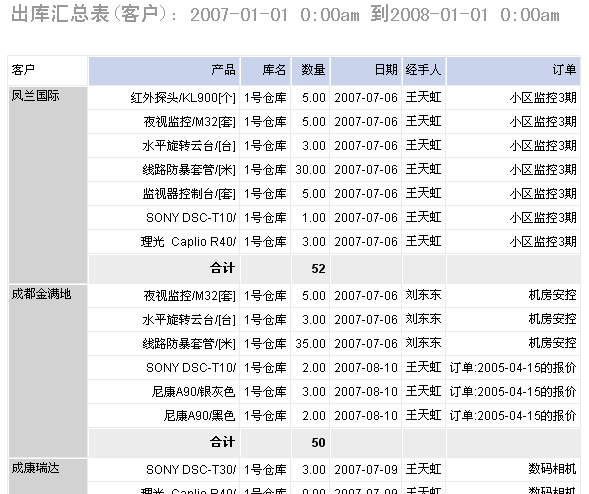 出库汇总表(客户): 2007-01-01 0:00am 到2008-01-01 0:00am
客户 产品 库名 数量 日期 经手人 订单
凤兰国际 红外探头/KL900[个] 1号仓库 5.00 2007-07-06 王天虹 小区监控3期
夜视监控/M32[套] 1号仓库 5.00 2007-07-06 王天虹 小区监控3期
水平旋转云台/[台] 1号仓库 3.00 2007-07-06 王天虹 小区监控3期
线路防暴套管/[米] 1号仓库 30.00 2007-07-06 王天虹 小区监控3期
监视器控制台/[套] 1号仓库 5.00 2007-07-06 王天虹 小区监控3期
SONY DSC-T10/ 1号仓库 1.00 2007-07-06 王天虹 小区监控3期
理光 Caplio R40/ 1号仓库 3.00 2007-07-06 王天虹 小区监控3期
合计 52
成都金满地 夜视监控/M32[套] 1号仓库 5.00 2007-07-06 刘东东 机房安控
水平旋转云台/[台] 1号仓库 3.00 2007-07-06 刘东东 机房安控
线路防暴套管/[米] 1号仓库 35.00 2007-07-06 刘东东 机房安控
SONY DSC-T10/ 1号仓库 2.00 2007-08-10 王天虹 订单:2005-04-15的报价
尼康A90/银灰色 1号仓库 3.00 2007-08-10 王天虹 订单:2005-04-15的报价
尼康A90/黑色 1号仓库 2.00 2007-08-10 王天虹 订单:2005-04-15的报价
合计 50
成康瑞达 SONY DSC-T30/ 1号仓库 3.00 2007-07-09 王天虹 数码相机
理光 Caplio R40/ 1号仓库 2007-07-09 王天虹 数码相机